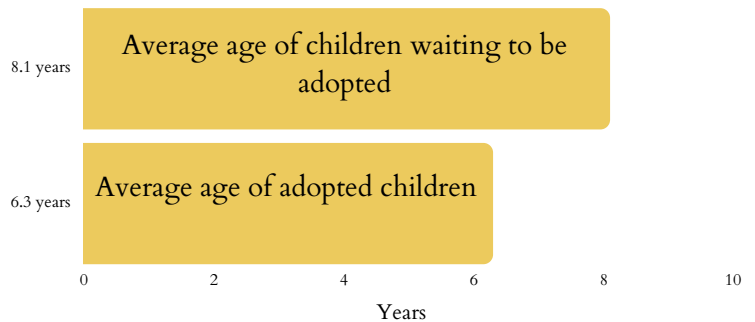 Average age of children waiting to be
adopted
8.1 years
Average age of adopted children
6.3 years
0 2 4 6 8 10
Years